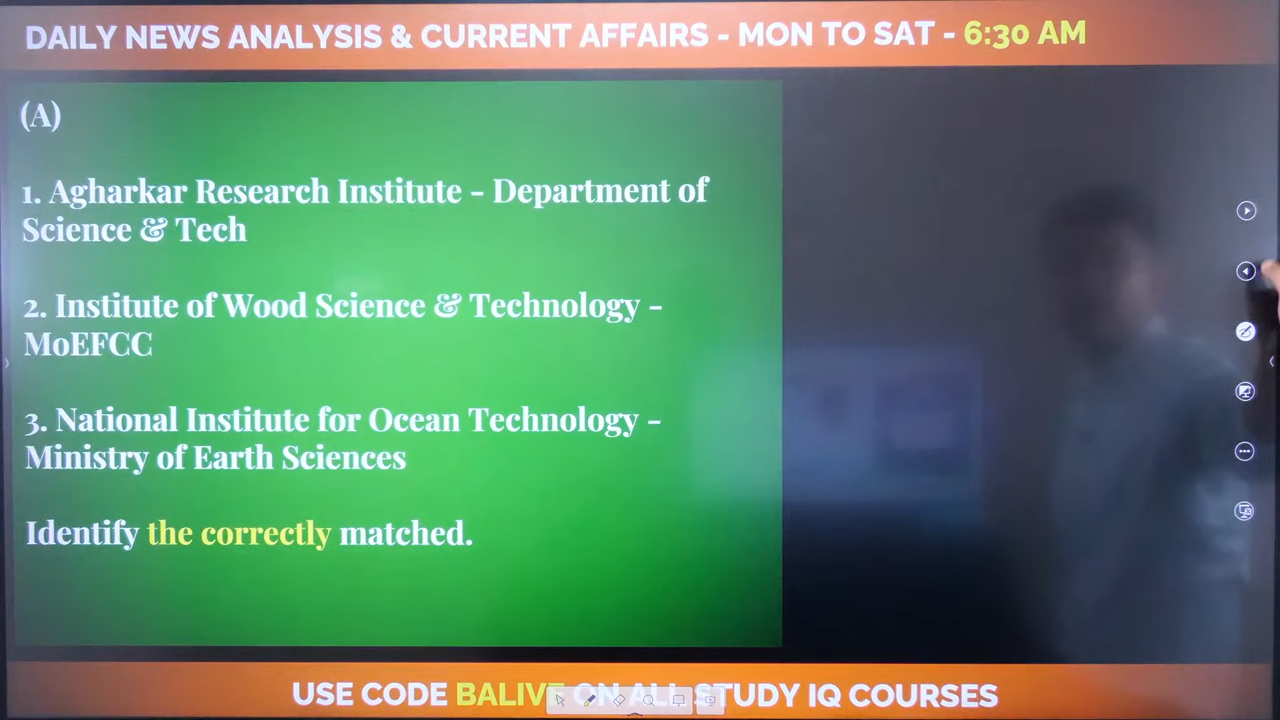 DAILY NEWS ANALYSIS & CURRENT AFFAIRS - MON TO SAT - 6:30 AM
(A)
1. Agharkar Research Institute - Department of
Science & Tech
2. Institute of Wood Science & Technology -
MoEFCC
3. National Institute for Ocean Technology -
Ministry of Earth Sciences
Identify the correctly matched.
USE CODE BALIVE ON ALL STUDY IQ COURSES